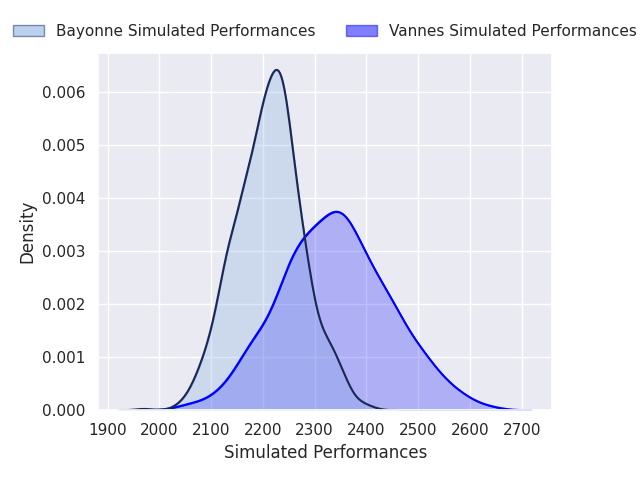 Bayonne Simulated Performances Vannes Simulated Performances
0.006
0.005
0.004
0.003
0.002
0.001
0.000
Density
1900 2000 2100 2200 2300 2400 2500 2600 2700
Simulated Performances